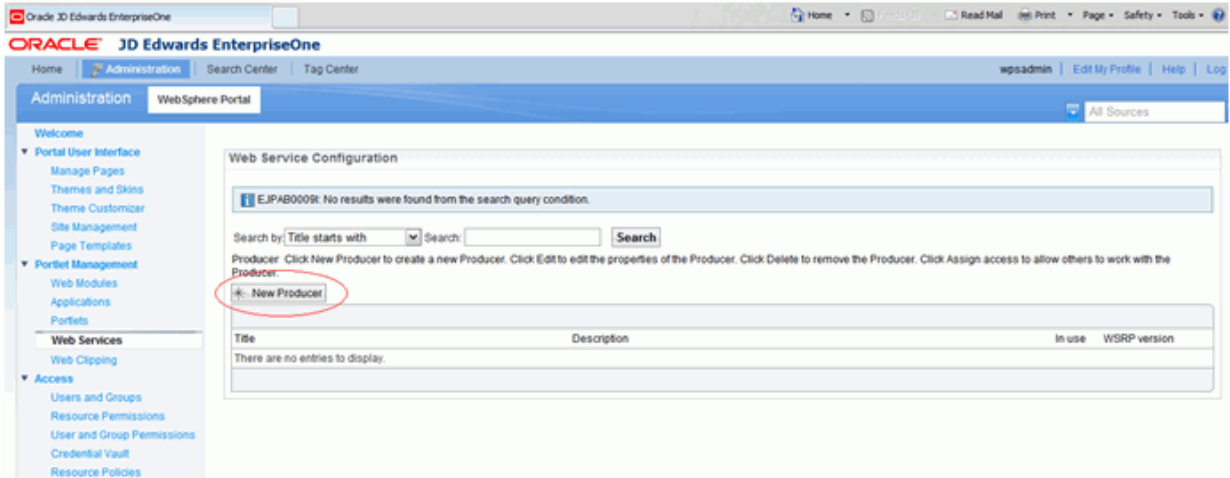 Oracle JD Edwards EnterpriseOne
Home Read Mail Print Page Safety Tools
ORACLE JD Edwards EnterpriseOne
Home Administration Search Center Tag Center wpsadmin Edit My Profile Help Log
Administration WebSphere Portal
All Sources
Welcome
Portal User Interface
Manage Pages
Themes and Skins
Theme Customizer
Site Management
Page Templates
Portlet Management
Web Modules
Applications
Portlets
Web Services
Web Clipping
Access
Users and Groups
Resource Permissions
User and Group Permissions
Credential Vault
Resource Policies
Web Service Configuration
EJPAB0009I: No results were found from the search query condition.
Search by: Title starts with Search: Search
Producer Click New Producer to create a new Producer. Click Edit to edit the properties of the Producer. Click Delete to remove the Producer. Click Assign access to allow others to work with the
Producer.
New Producer
Title Description In use WSRP version
There are no entries to display.